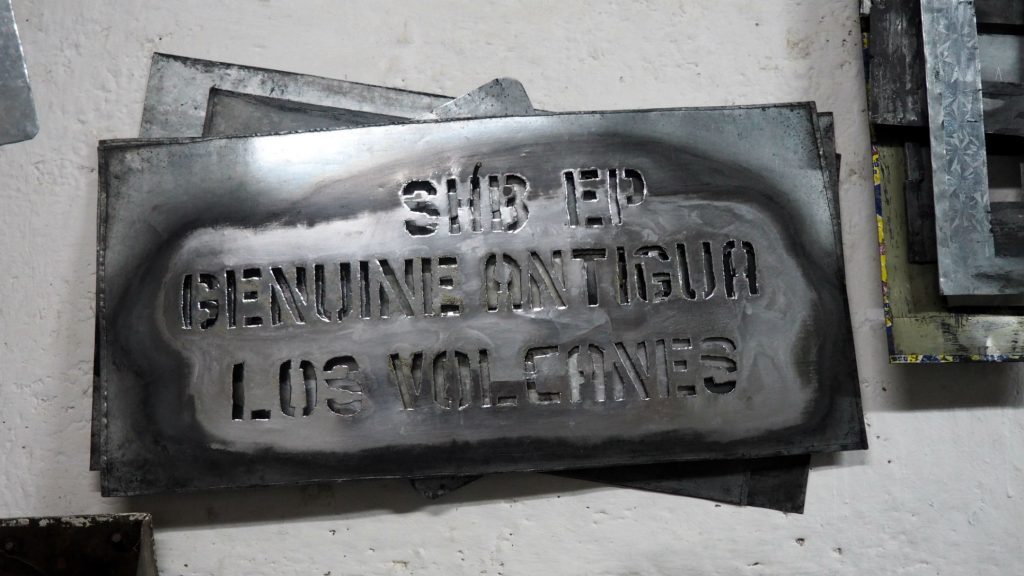 SHB EP
GENUINE ANTIGUA
LOS VOLCANES